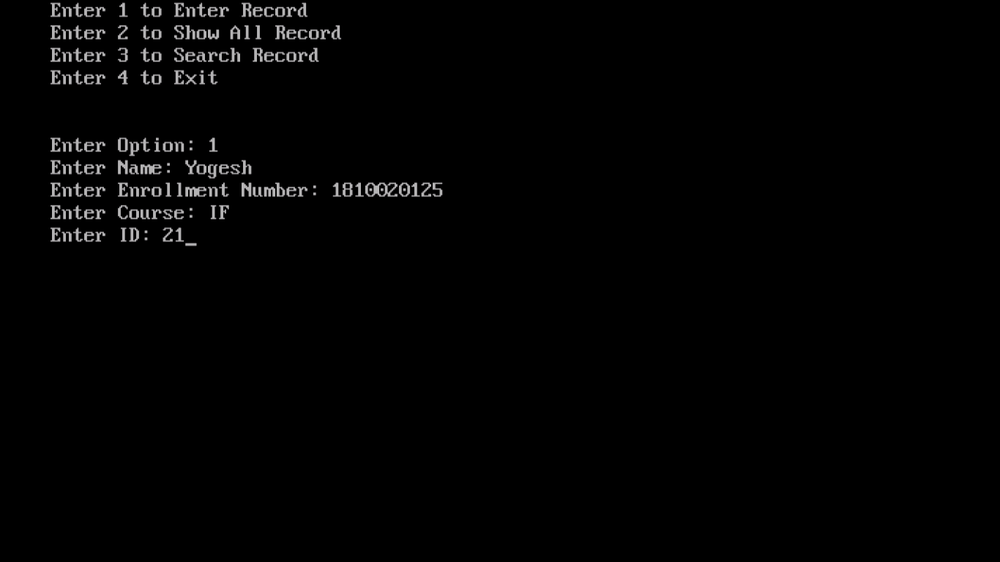 Enter 1 to Enter Record
Enter 2 to Show All Record
Enter 3 to Search Record
Enter 4 to Exit
Enter Option: 1
Enter Name: Yogesh
Enter Enrollment Number: 1810020125
Enter Course: IF
Enter ID: 21_